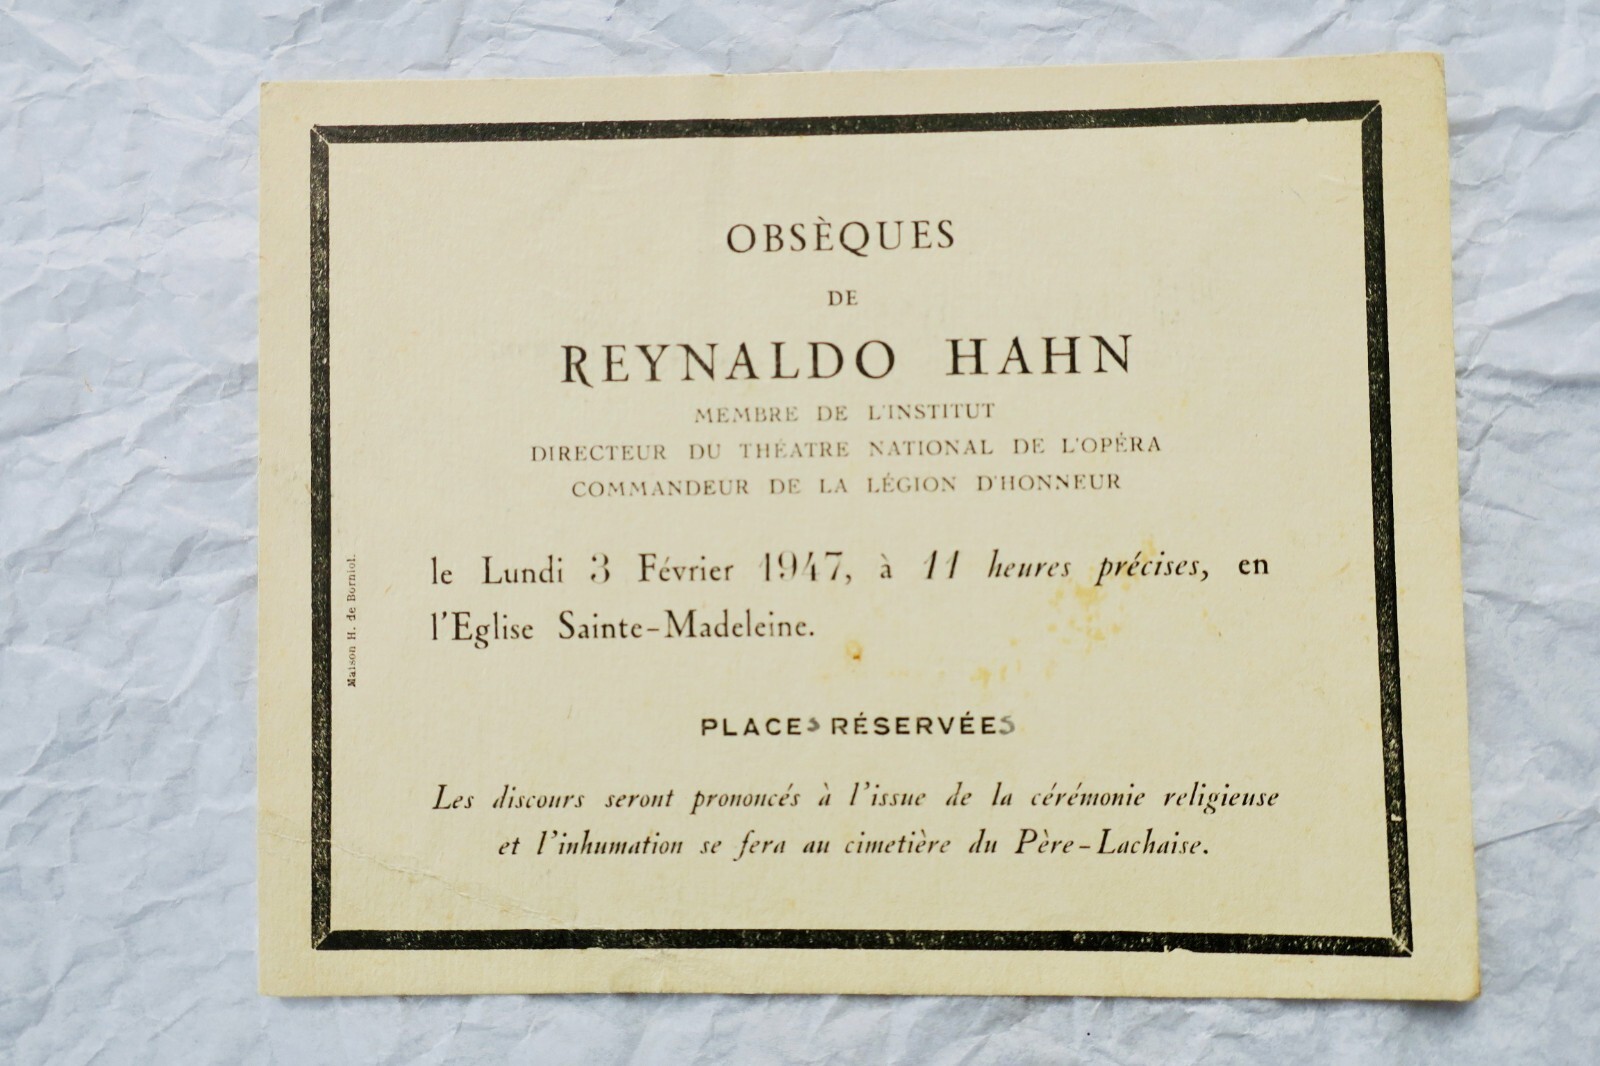 OBSÈQUES
DE
REYNALDO HAHN
MEMBRE DE L'INSTITUT
DIRECTEUR DU THÉATRE NATIONAL DE L'OPÉRA
COMMANDEUR DE LA LÉGION D'HONNEUR
le Lundi 3 Février 1947, à 11 heures précises, en
l'Eglise Sainte-Madeleine.
PLACES RÉSERVÉES
Les discours seront prononcés à l'issue de la cérémonie religieuse
et l'inhumation se fera au cimetière du Père-Lachaise.
Maison H. de Borniol.